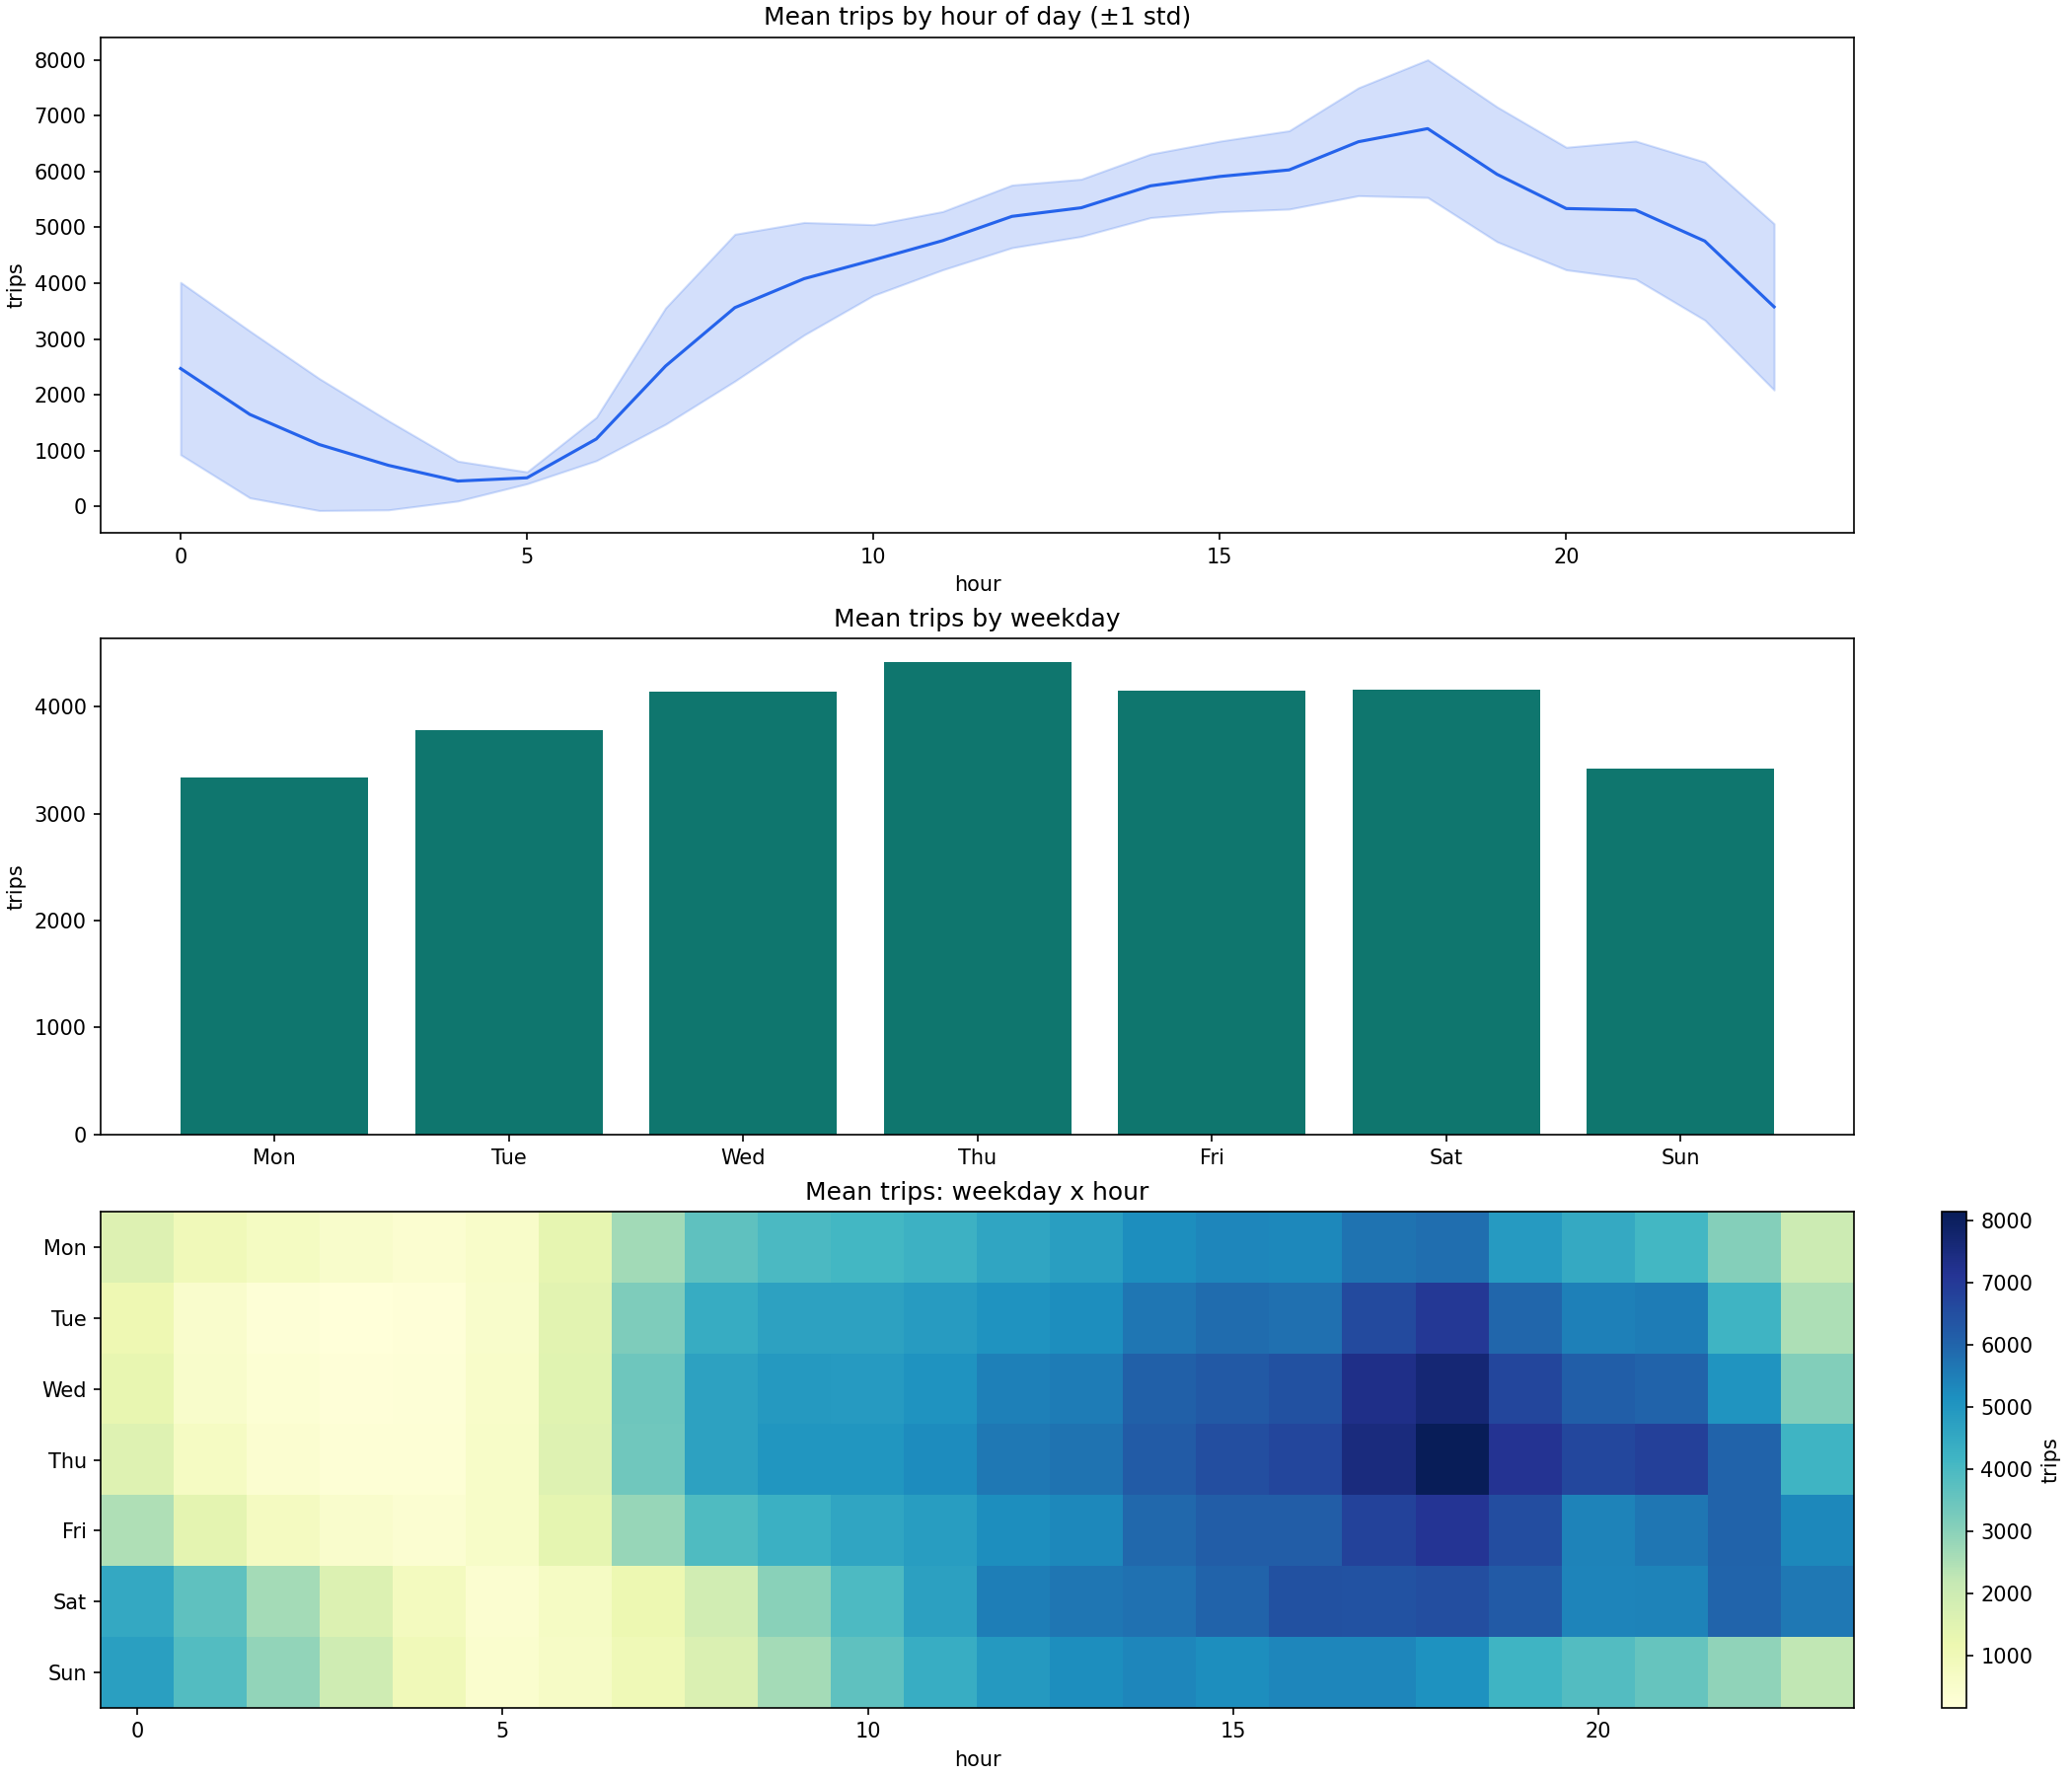 Mean trips by hour of day (±1 std)
8000
7000
6000
5000
4000
3000
2000
1000
0
trips
0 5 10 15 20
hour
Mean trips by weekday
4000
3000
2000
1000
0
trips
Mon Tue Wed Thu Fri Sat Sun
Mean trips: weekday x hour
Mon
Tue
Wed
Thu
Fri
Sat
Sun
0 5 10 15 20
hour
8000
7000
6000
5000
4000
3000
2000
1000
trips